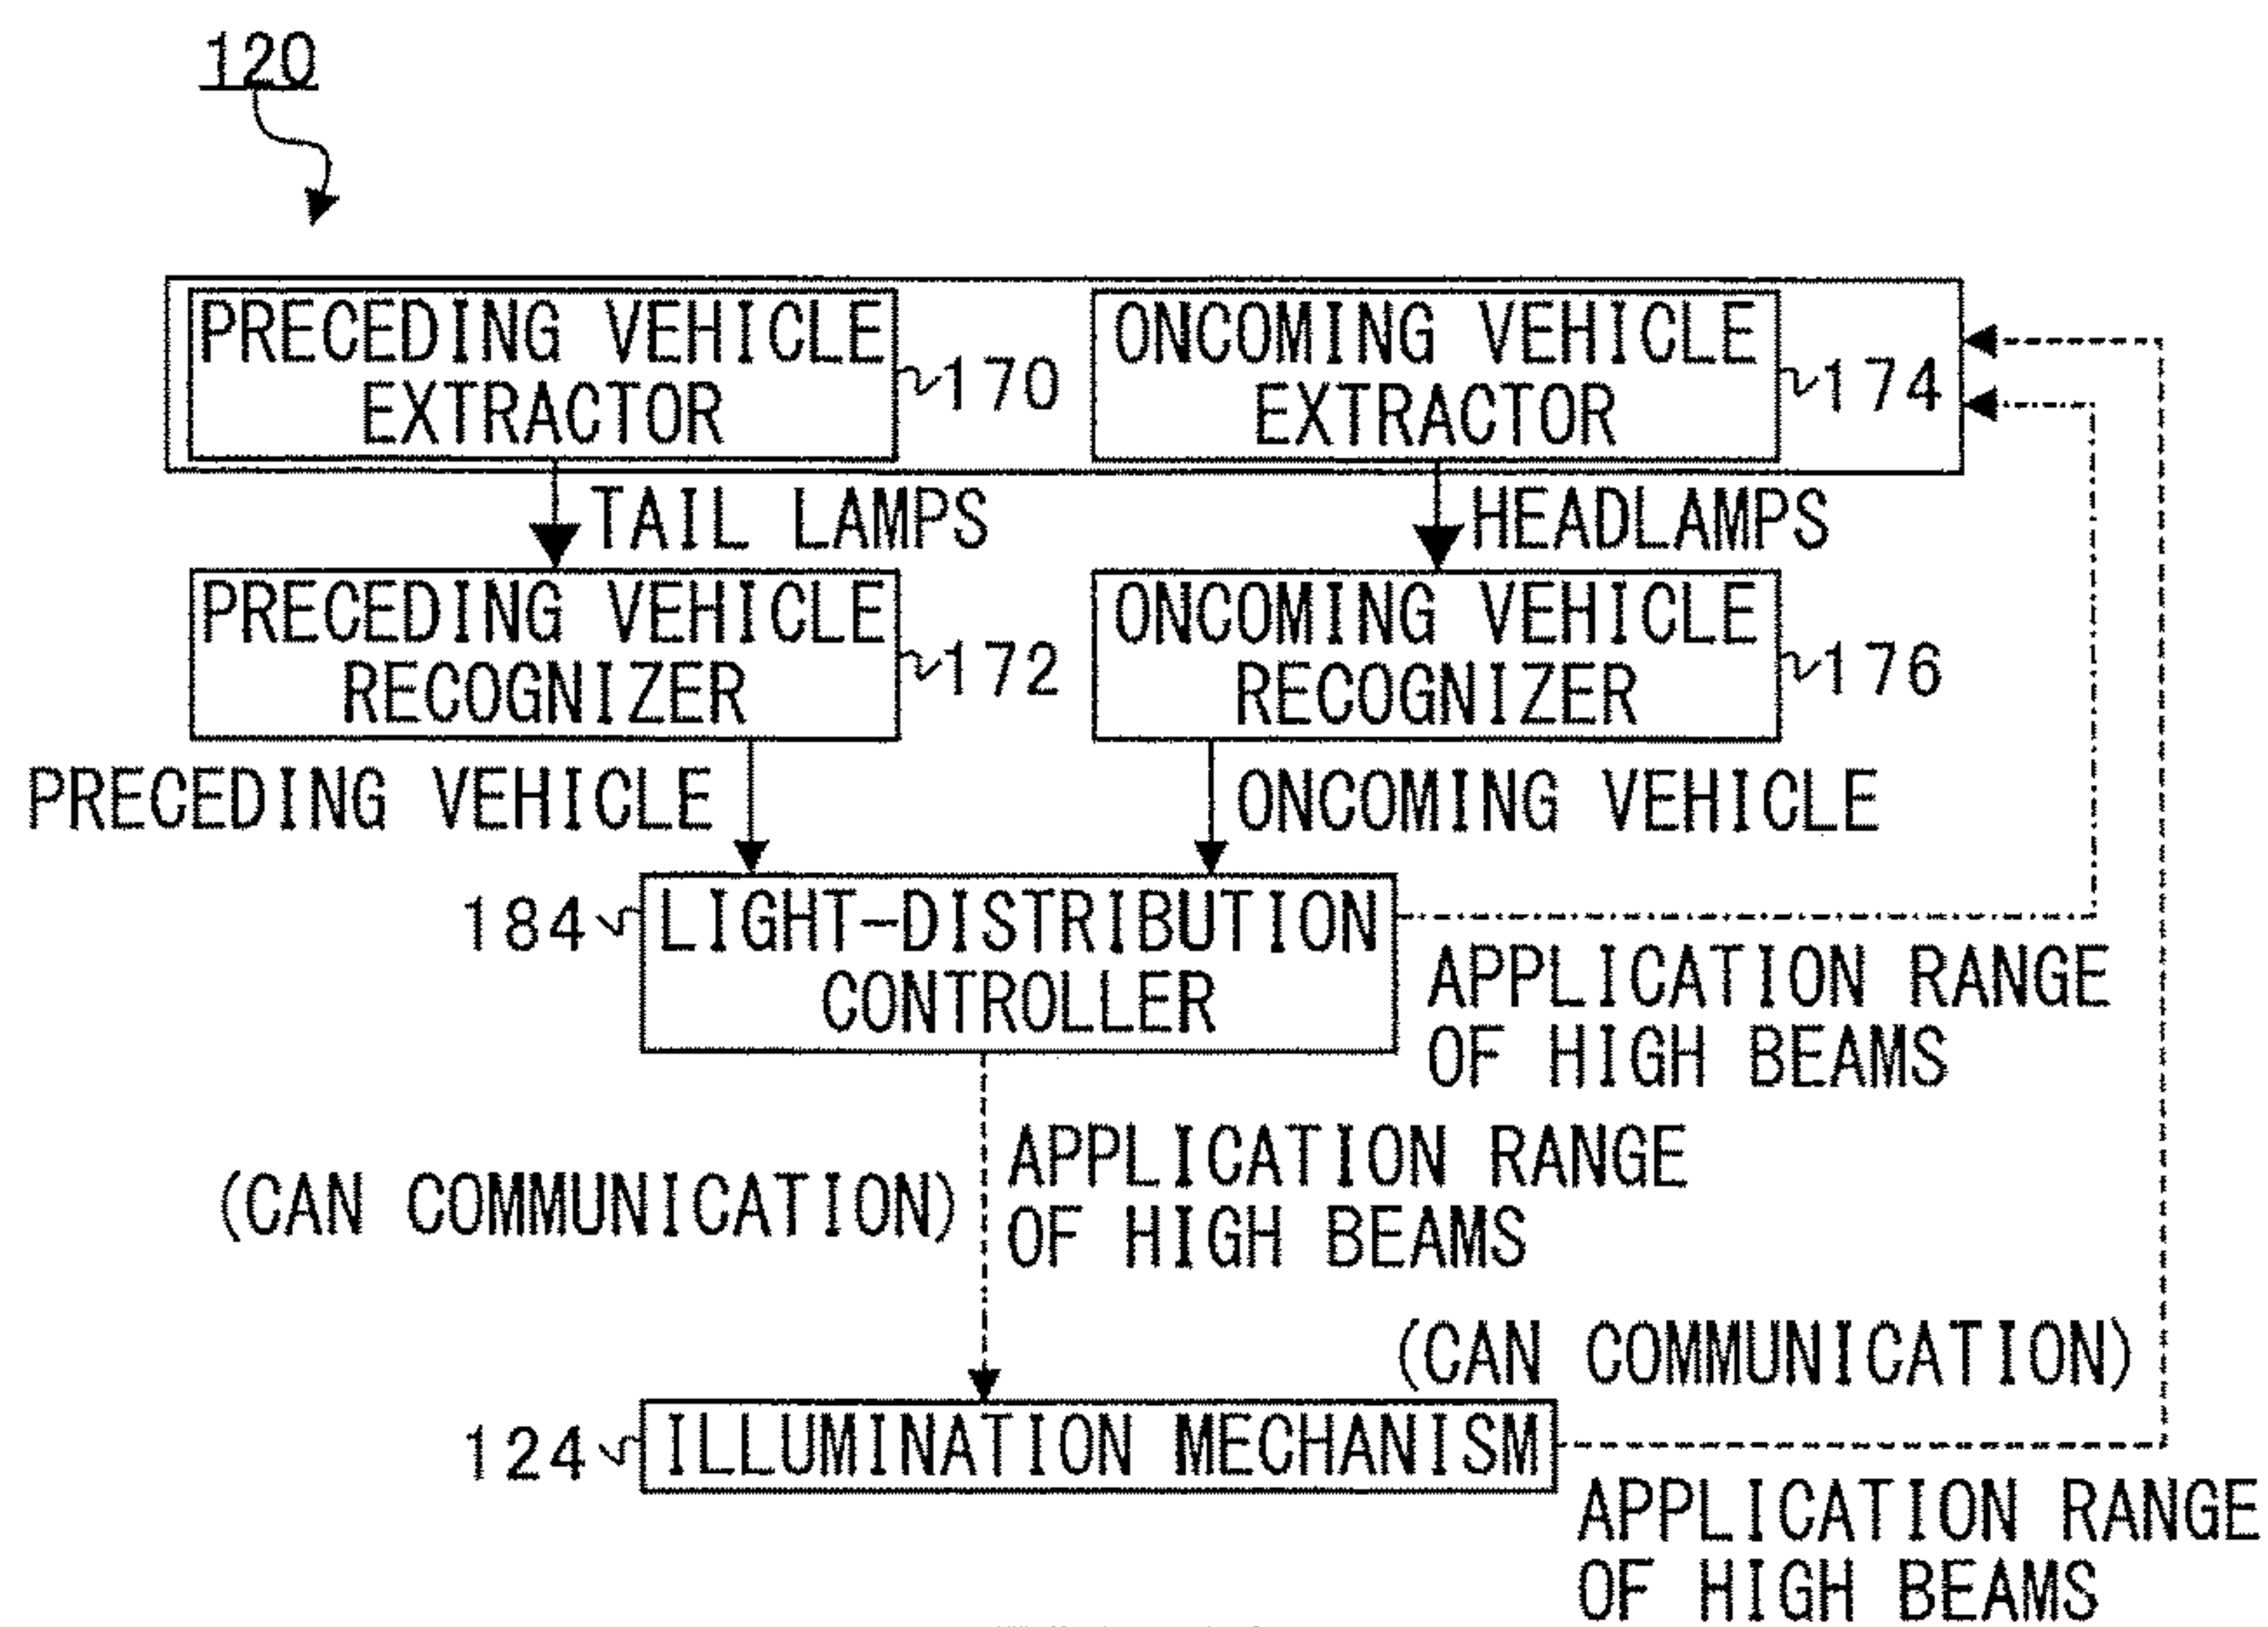 120
PRECEDING VEHICLE
EXTRACTOR
170
ONCOMING VEHICLE
EXTRACTOR
174
TAIL LAMPS
HEADLAMPS
PRECEDING VEHICLE
RECOGNIZER
172
ONCOMING VEHICLE
RECOGNIZER
176
PRECEDING VEHICLE
ONCOMING VEHICLE
184
LIGHT-DISTRIBUTION
CONTROLLER
APPLICATION RANGE
OF HIGH BEAMS
(CAN COMMUNICATION)
APPLICATION RANGE
OF HIGH BEAMS
(CAN COMMUNICATION)
124
ILLUMINATION MECHANISM
APPLICATION RANGE
OF HIGH BEAMS